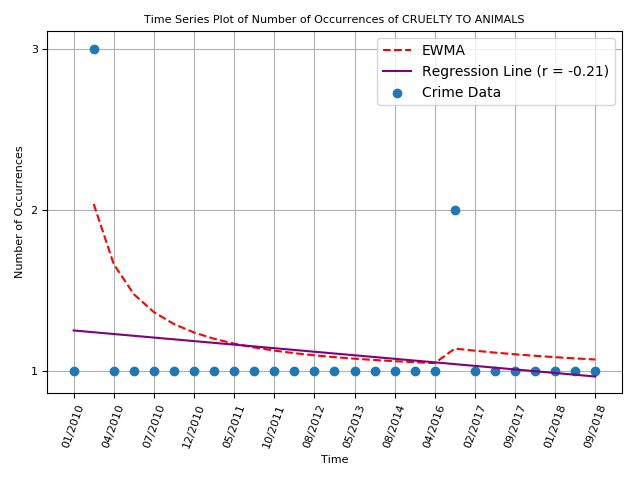 Time Series Plot of Number of Occurrences of CRUELTY TO ANIMALS
EWMA
Regression Line (r = -0.21)
Crime Data
Number of Occurrences
3
2
1
01/2010
04/2010
07/2010
12/2010
05/2011
10/2011
08/2012
05/2013
08/2014
04/2016
02/2017
09/2017
01/2018
09/2018
Time